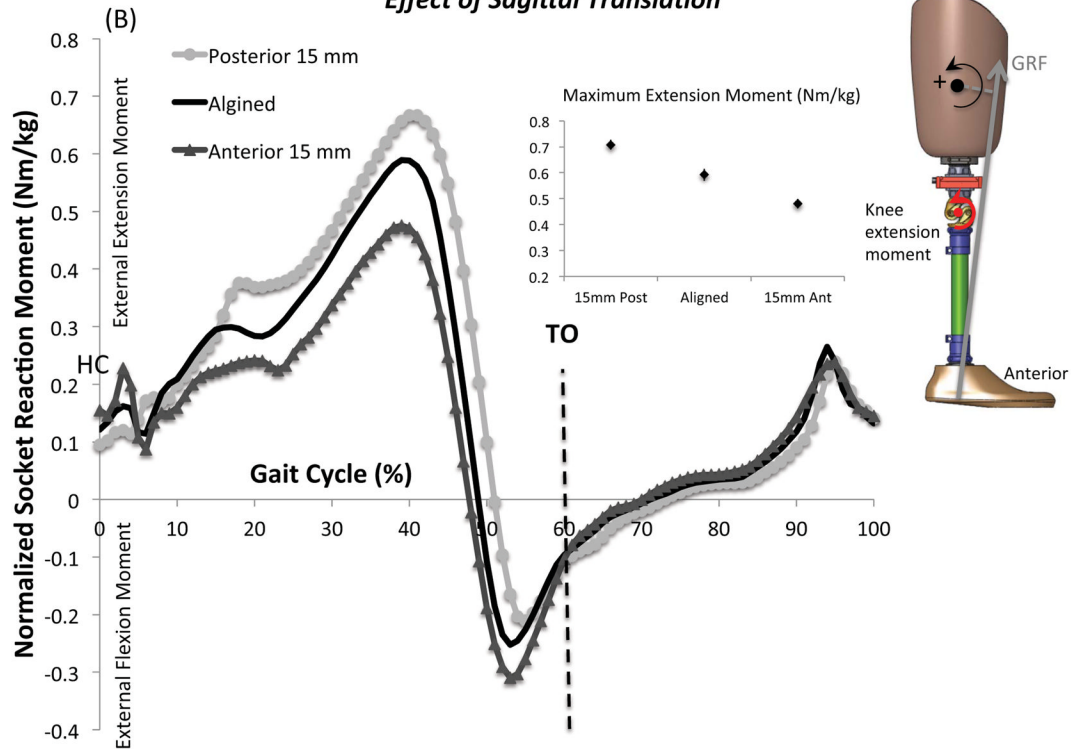 Effect of Sagittal Translation
(B)
Normalized Socket Reaction Moment (Nm/kg)
External Extension Moment
External Flexion Moment
0.8
0.7
0.6
0.5
0.4
0.3
0.2
0.1
0
-0.1
-0.2
-0.3
-0.4
Posterior 15 mm
Algined
Anterior 15 mm
HC
Gait Cycle (%)
TO
0 10 20 30 40 50 60 70 80 90 100
Maximum Extension Moment (Nm/kg)
0.8
0.7
0.6
0.5
0.4
0.3
0.2
15mm Post Aligned 15mm Ant
+
GRF
Knee
extension
moment
Anterior